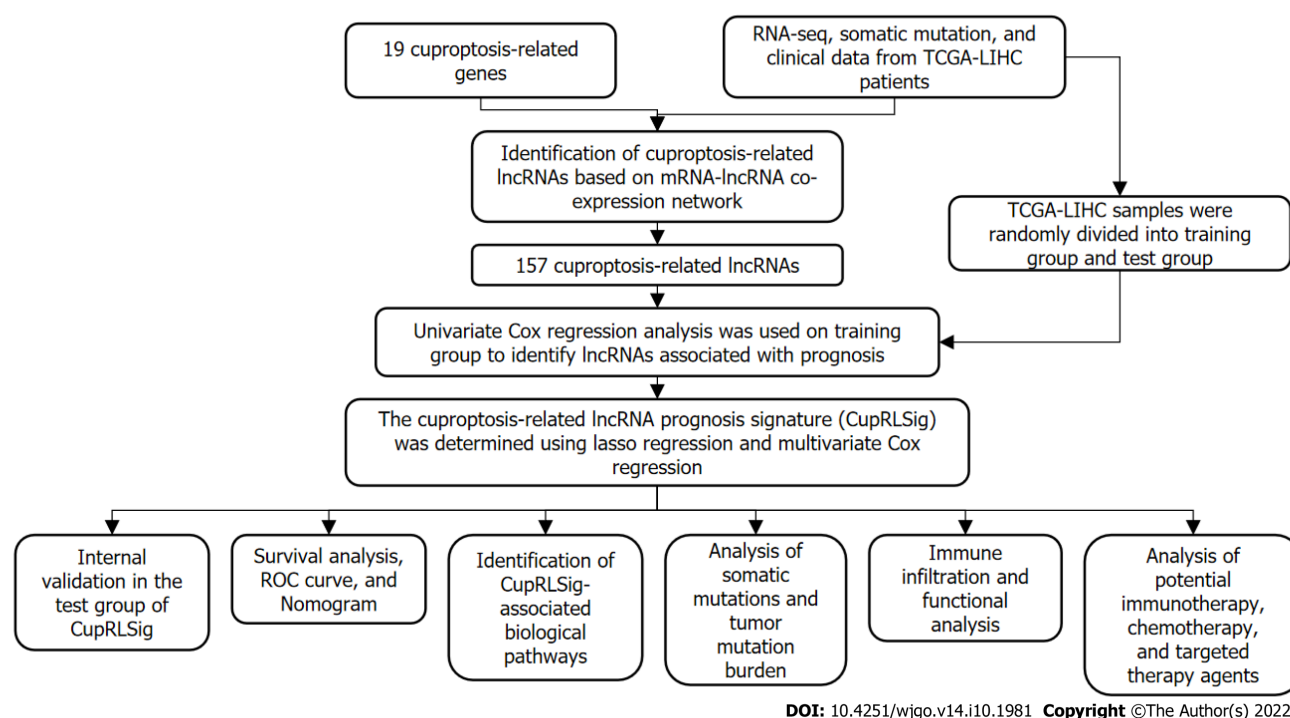 19 cuproptosis-related
genes
RNA-seq, somatic mutation, and
clinical data from TCGA-LIHC
patients
Identification of cuproptosis-related
lncRNAs based on mRNA-lncRNA co-
expression network
TCGA-LIHC samples were
randomly divided into training
group and test group
157 cuproptosis-related lncRNAs
Univariate Cox regression analysis was used on training
group to identify lncRNAs associated with prognosis
The cuproptosis-related lncRNA prognosis signature (CupRLSig)
was determined using lasso regression and multivariate Cox
regression
Internal
validation in the
test group of
CupRLSig
Survival analysis,
ROC curve, and
Nomogram
Identification of
CupRLSig-
associated
biological
pathways
Analysis of
somatic
mutations and
tumor
mutation
burden
Immune
infiltration and
functional
analysis
Analysis of
potential
immunotherapy,
chemotherapy,
and targeted
therapy agents
DOI: 10.4251/wjgo.v14.i10.1981 Copyright ©The Author(s) 2022